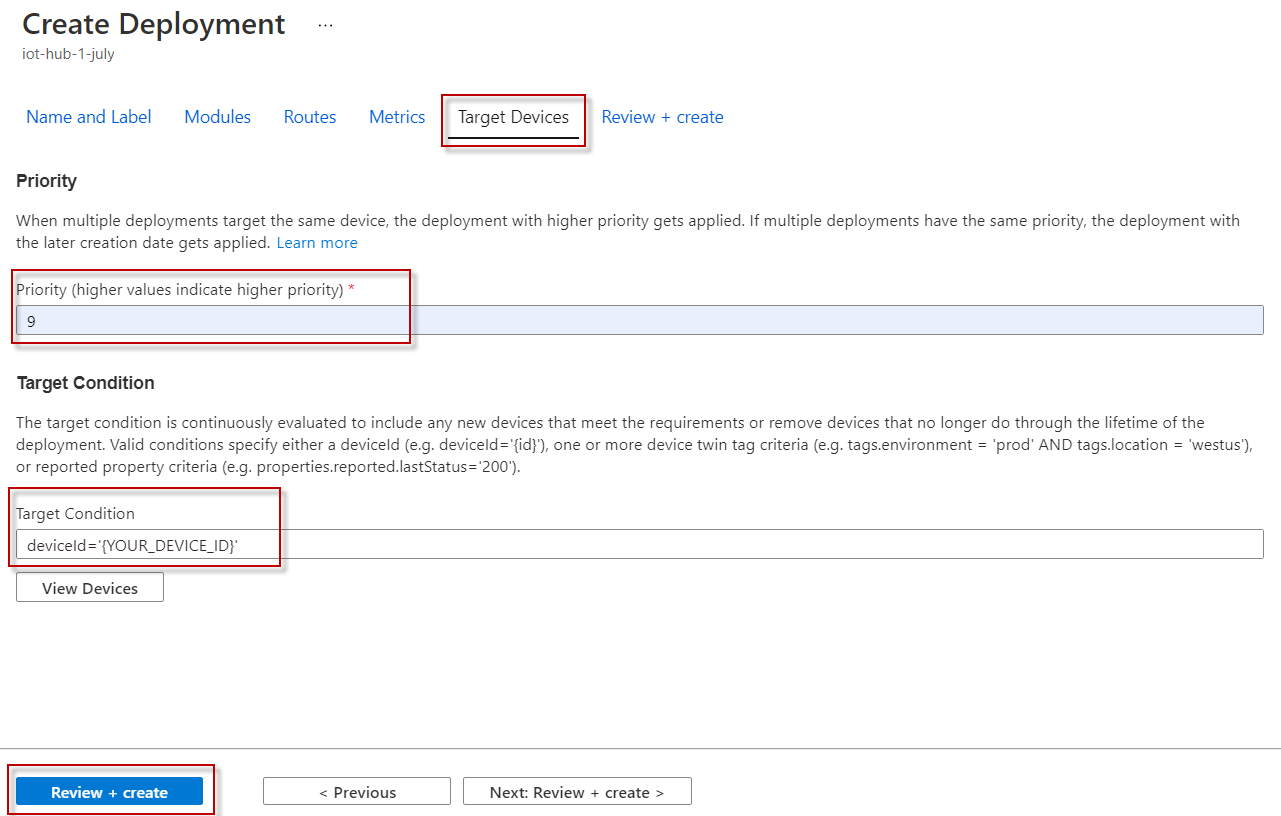 Create Deployment ...
iot-hub-1-july
Name and Label Modules Routes Metrics Target Devices Review + create
Priority
When multiple deployments target the same device, the deployment with higher priority gets applied. If multiple deployments have the same priority, the deployment with
the later creation date gets applied. Learn more
Priority (higher values indicate higher priority) *
9
Target Condition
The target condition is continuously evaluated to include any new devices that meet the requirements or remove devices that no longer do through the lifetime of the
deployment. Valid conditions specify either a deviceId (e.g. deviceId='{id}'), one or more device twin tag criteria (e.g. tags.environment = 'prod' AND tags.location = 'westus'),
or reported property criteria (e.g. properties.reported.lastStatus='200').
Target Condition
deviceId='{YOUR_DEVICE_ID}'
View Devices
Review + create < Previous Next: Review + create >